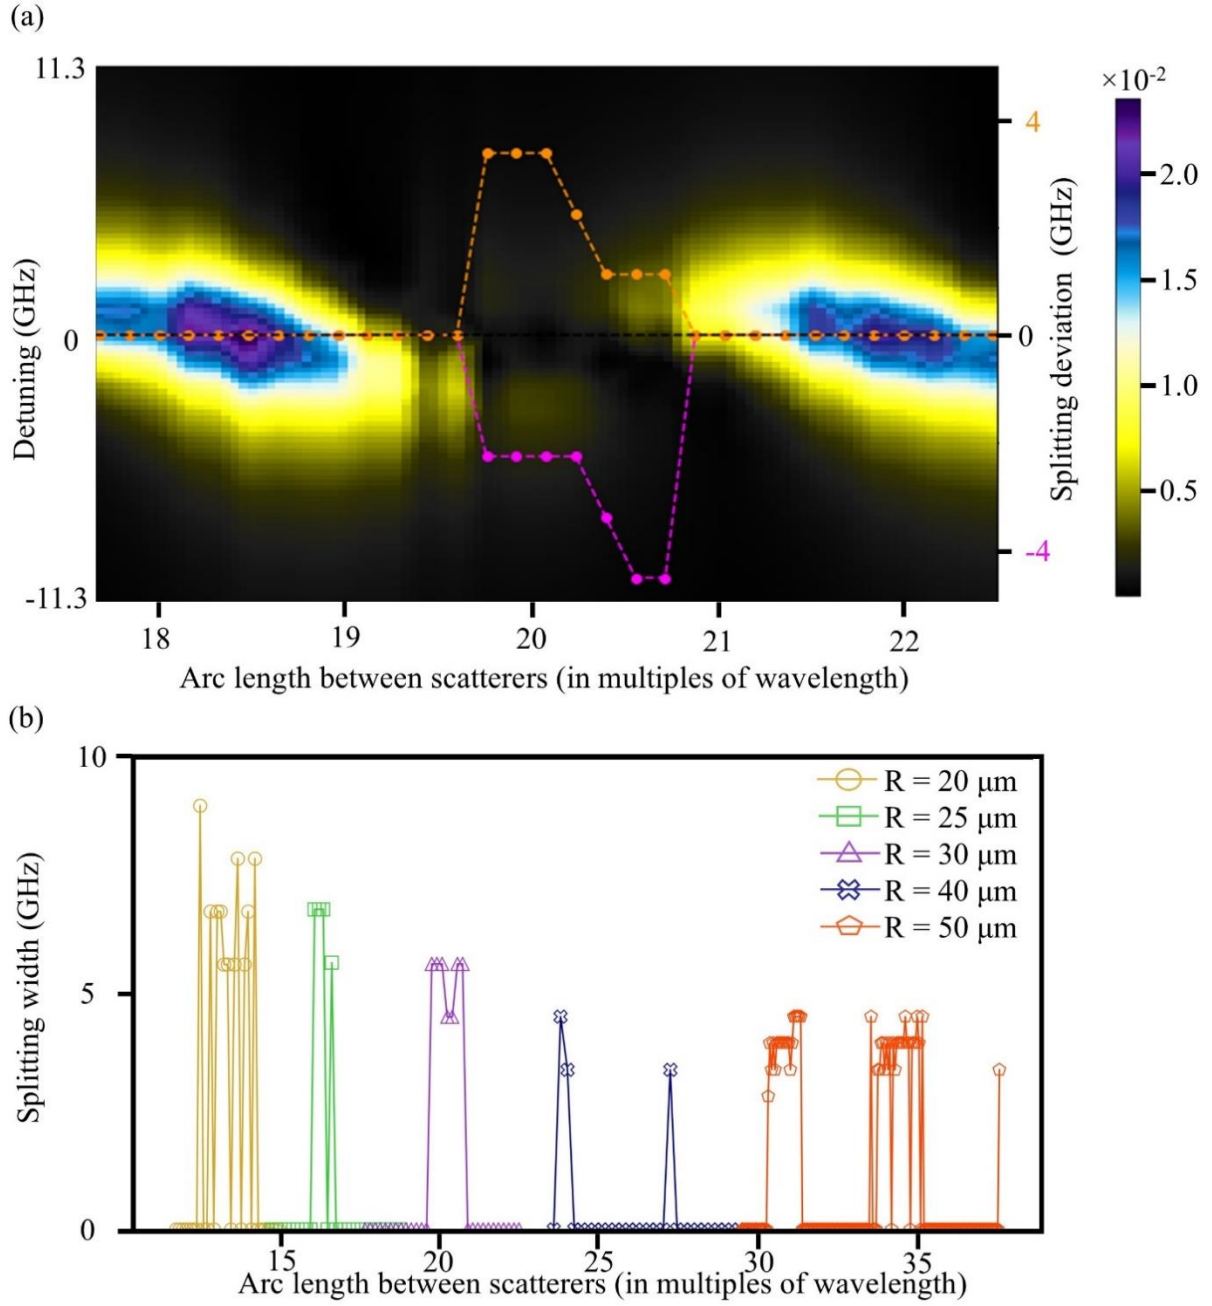 (a)
11.3
0
-11.3
Detuning (GHz)
4
0
-4
Splitting deviation (GHz)
×10-2
2.0
1.5
1.0
0.5
18 19 20 21 22
Arc length between scatterers (in multiples of wavelength)
(b)
10
5
0
Splitting width (GHz)
R = 20 μm
R = 25 μm
R = 30 μm
R = 40 μm
R = 50 μm
15 20 25 30 35
Arc length between scatterers (in multiples of wavelength)